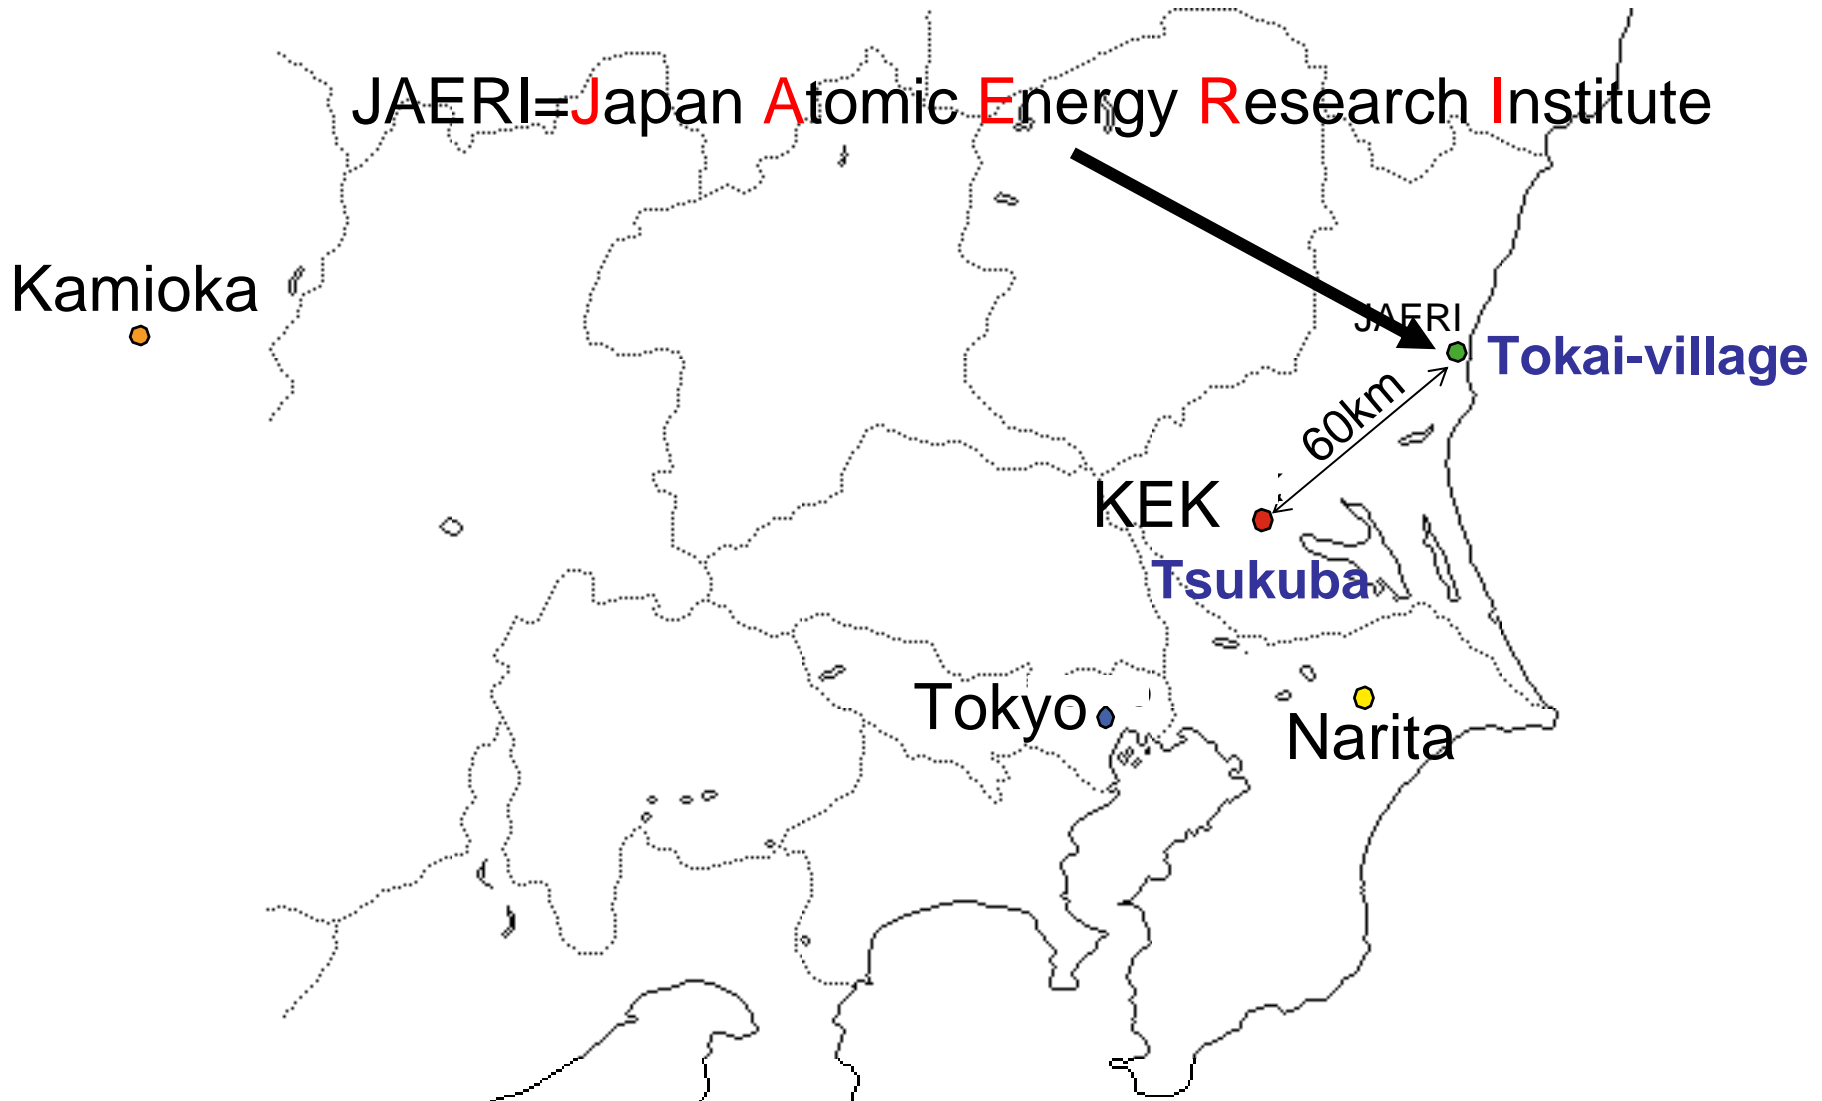 JAERI=Japan Atomic Energy Research Institute
Kamioka
JAERI
Tokai-village
60km
KEK
Tsukuba
Tokyo
Narita